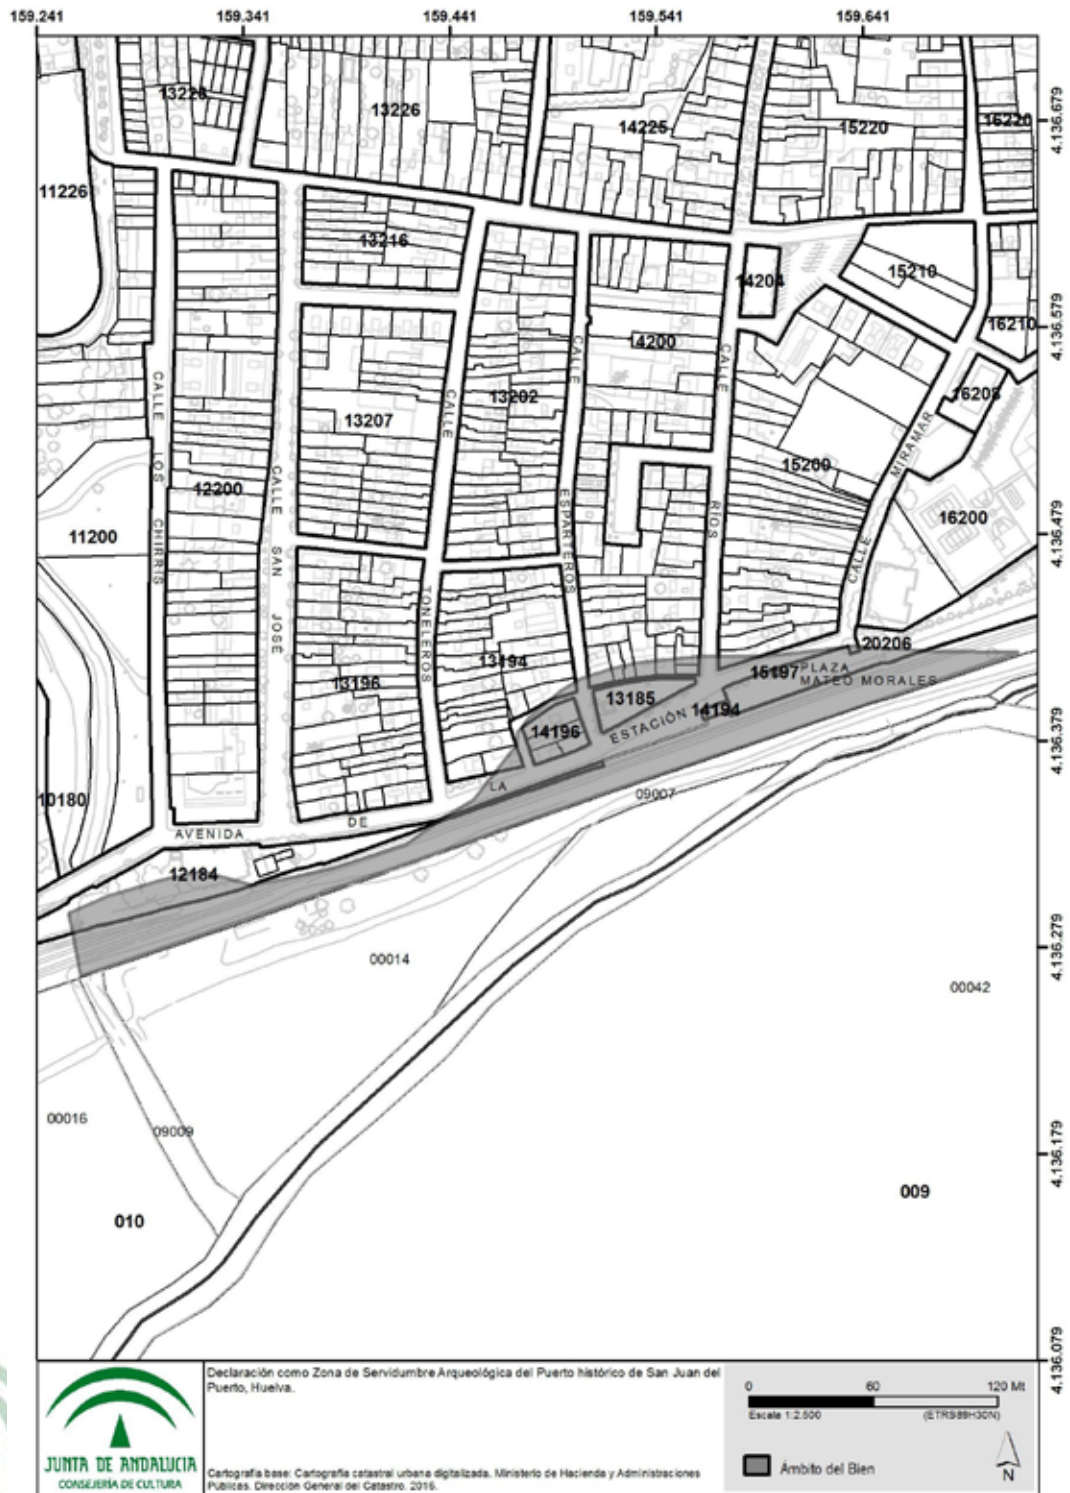 159.241 159.341 159.441 159.541 159.641
4.136.679
4.136.579
4.136.479
4.136.379
4.136.279
4.136.179
4.136.079
13228
13226
14225
15220
16220
11226
13216
14204
15210
16210
14200
13202
16208
13207
CALLE LOS CHIRRIS
CALLE SAN JOSÉ
CALLE TONELEROS
CALLE ESPARTEROS
CALLE RÍOS
CALLE MIRAMAR
15200
12200
16200
11200
13194
20206
13196
13185
15197
PLAZA
MATEO MORALES
14194
14196
AVENIDA DE LA ESTACIÓN
10180
09007
12184
00014
00042
00016
09009
009
010
JUNTA DE ANDALUCIA
CONSEJERÍA DE CULTURA
Declaración como Zona de Servidumbre Arqueológica del Puerto histórico de San Juan del
Puerto, Huelva.
Cartografía base: Cartografía catastral urbana digitalizada. Ministerio de Hacienda y Administraciones
Públicas. Dirección General del Catastro. 2016.
0 60 120 Mt
Escala 1:2.500 (ETRS89H30N)
Ámbito del Bien
N